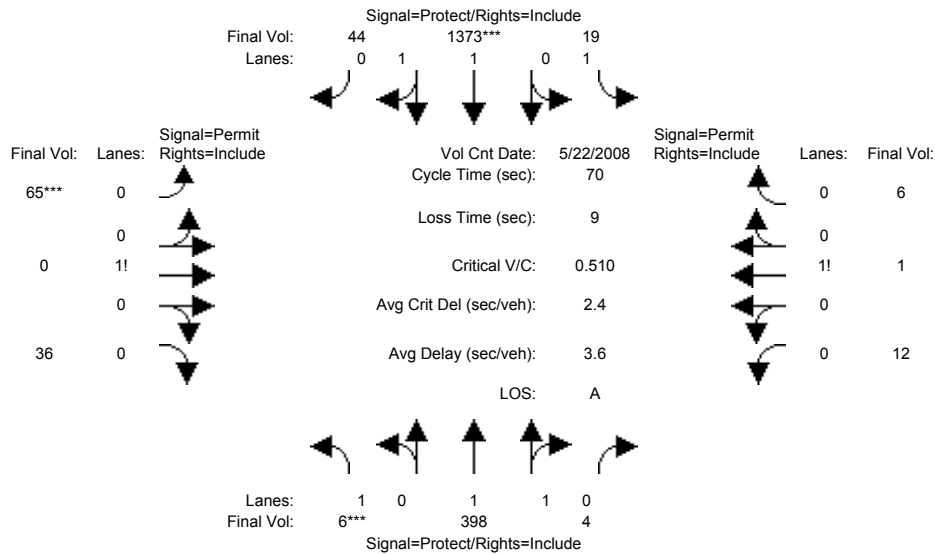 Signal=Protect/Rights=Include
Final Vol: 44 1373*** 19
Lanes: 0 1 1 0 1
Signal=Permit
Final Vol: Lanes: Rights=Include
Vol Cnt Date: 5/22/2008
Signal=Permit
Rights=Include Lanes: Final Vol:
Cycle Time (sec): 70
65*** 0
0 6
Loss Time (sec): 9
0
0
0 1!
Critical V/C: 0.510
1! 1
0
Avg Crit Del (sec/veh): 2.4
0
36 0
Avg Delay (sec/veh): 3.6
0 12
LOS: A
Lanes: 1 0 1 1 0
Final Vol: 6*** 398 4
Signal=Protect/Rights=Include